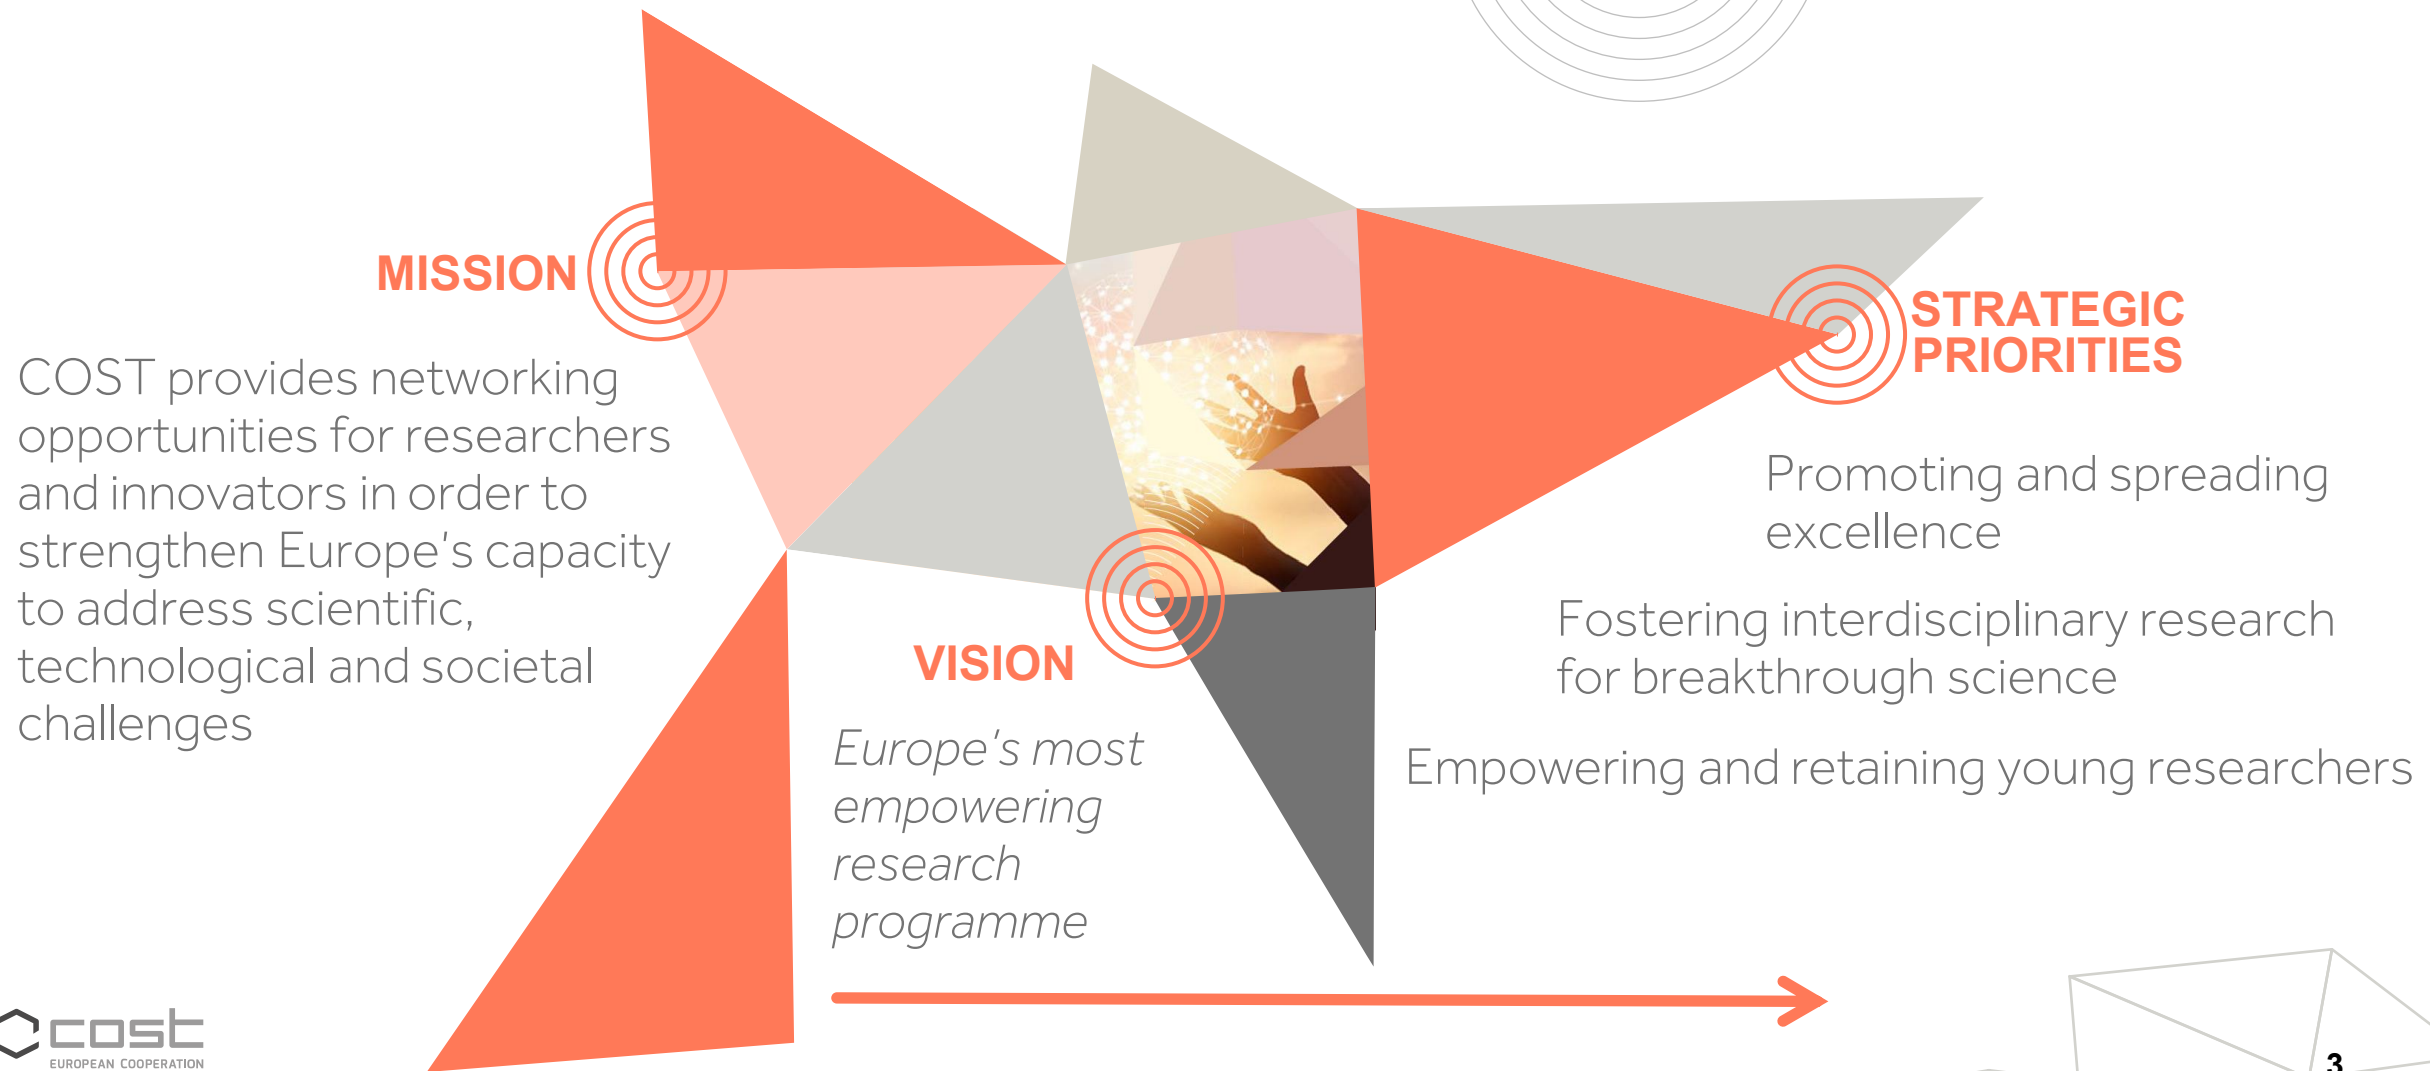 MISSION
COST provides networking
opportunities for researchers
and innovators in order to
strengthen Europe's capacity
to address scientific,
technological and societal
challenges
VISION
Europe's most
empowering
research
programme
STRATEGIC
PRIORITIES
Promoting and spreading
excellence
Fostering interdisciplinary research
for breakthrough science
Empowering and retaining young researchers
cost
EUROPEAN COOPERATION
3